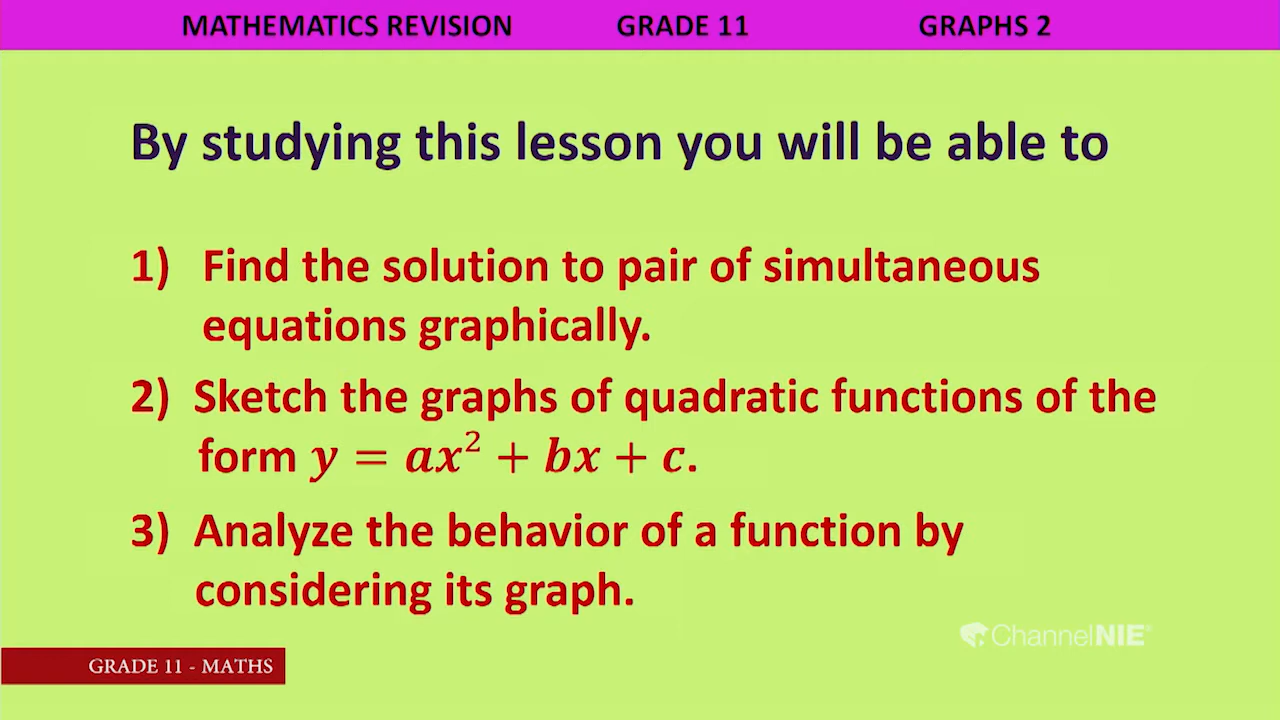 MATHEMATICS REVISION GRADE 11 GRAPHS 2
By studying this lesson you will be able to
1) Find the solution to pair of simultaneous
equations graphically.
2) Sketch the graphs of quadratic functions of the
form y = ax² + bx + c.
3) Analyze the behavior of a function by
considering its graph.
ChannelNIE
GRADE 11 - MATHS